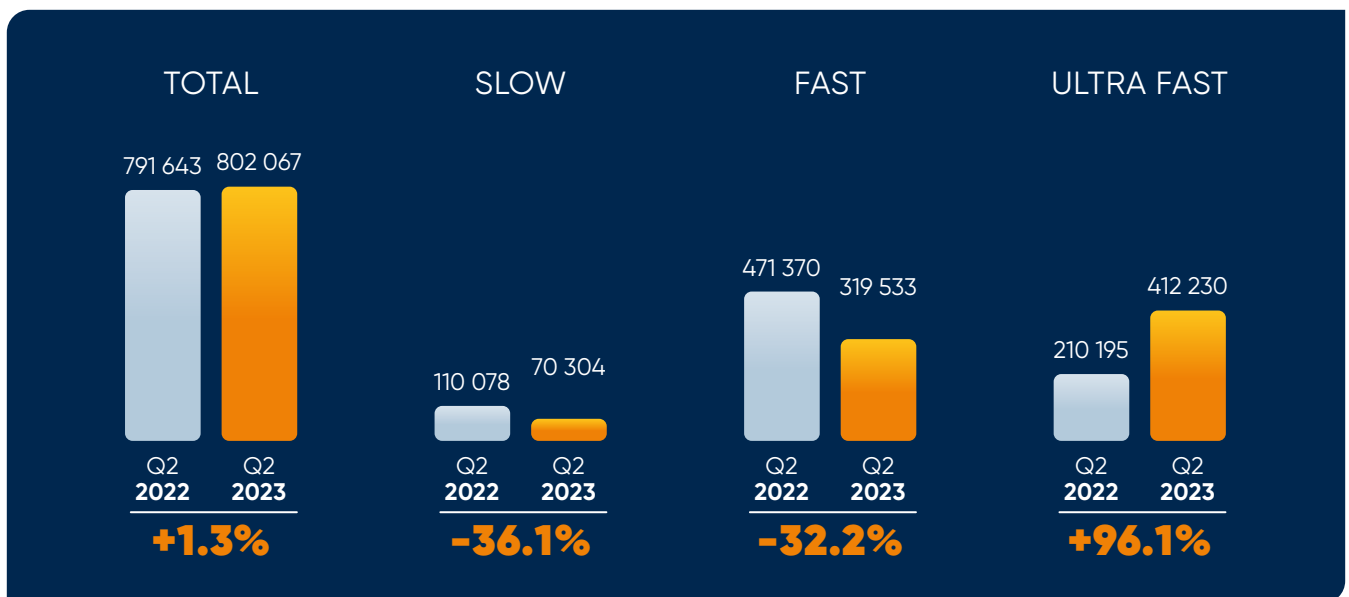 TOTAL
791 643 802 067
Q2 Q2
2022 2023
+1.3%
SLOW
110 078 70 304
Q2 Q2
2022 2023
-36.1%
FAST
471 370 319 533
Q2 Q2
2022 2023
-32.2%
ULTRA FAST
210 195 412 230
Q2 Q2
2022 2023
+96.1%